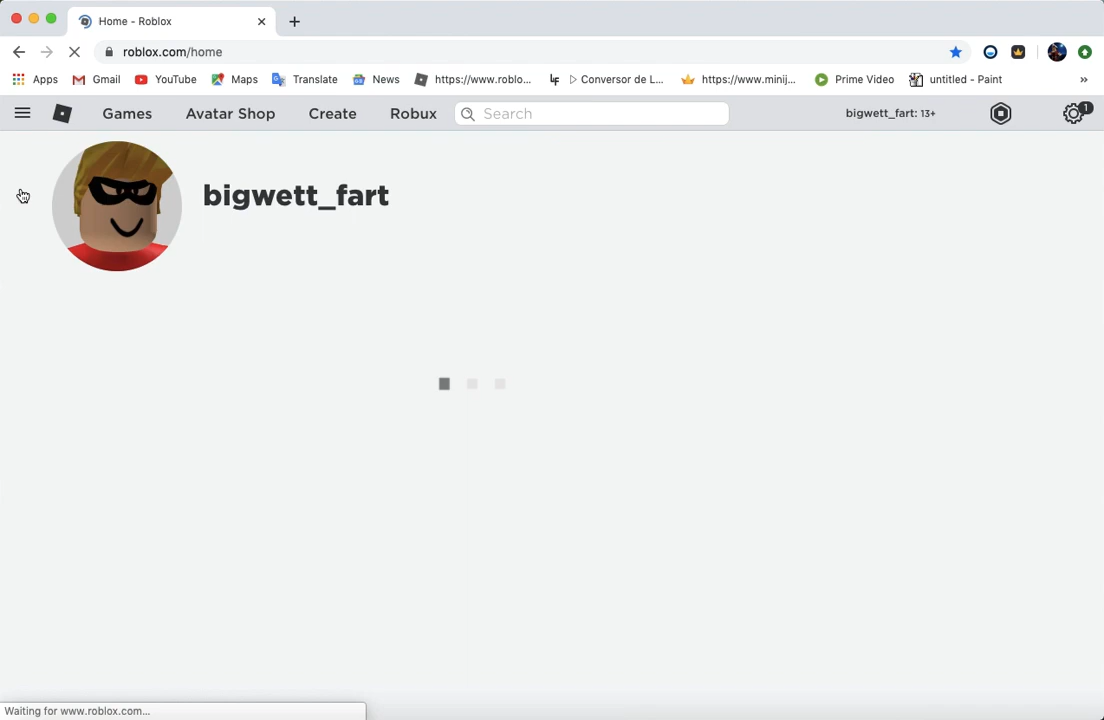 Home - Roblox
roblox.com/home
Apps Gmail YouTube Maps Translate News https://www.roblo... Conversor de L... https://www.minij... Prime Video untitled - Paint »
Games Avatar Shop Create Robux Search bigwett_fart: 13+ 1
bigwett_fart
Waiting for www.roblox.com...